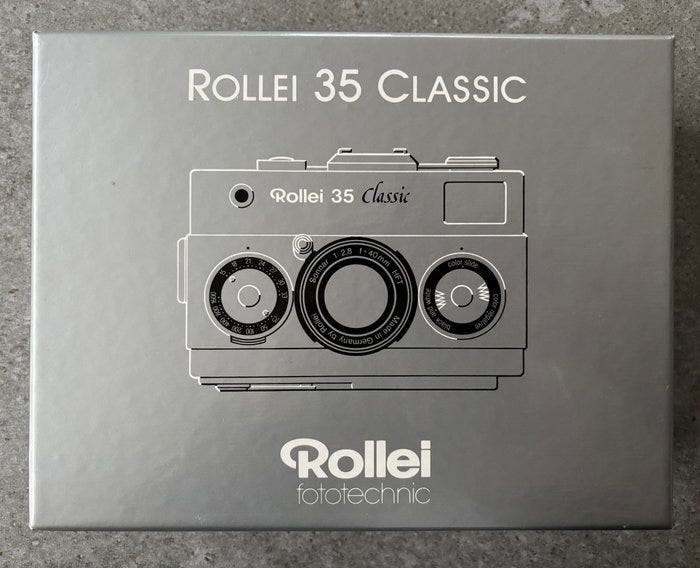 ROLLEI 35 CLASSIC
Rollei 35 Classic
Sonnar 1:2,8 f=40mm HFT
Made in Germany by Rollei
color slide
color negative
black and white
Rollei
fototechnic